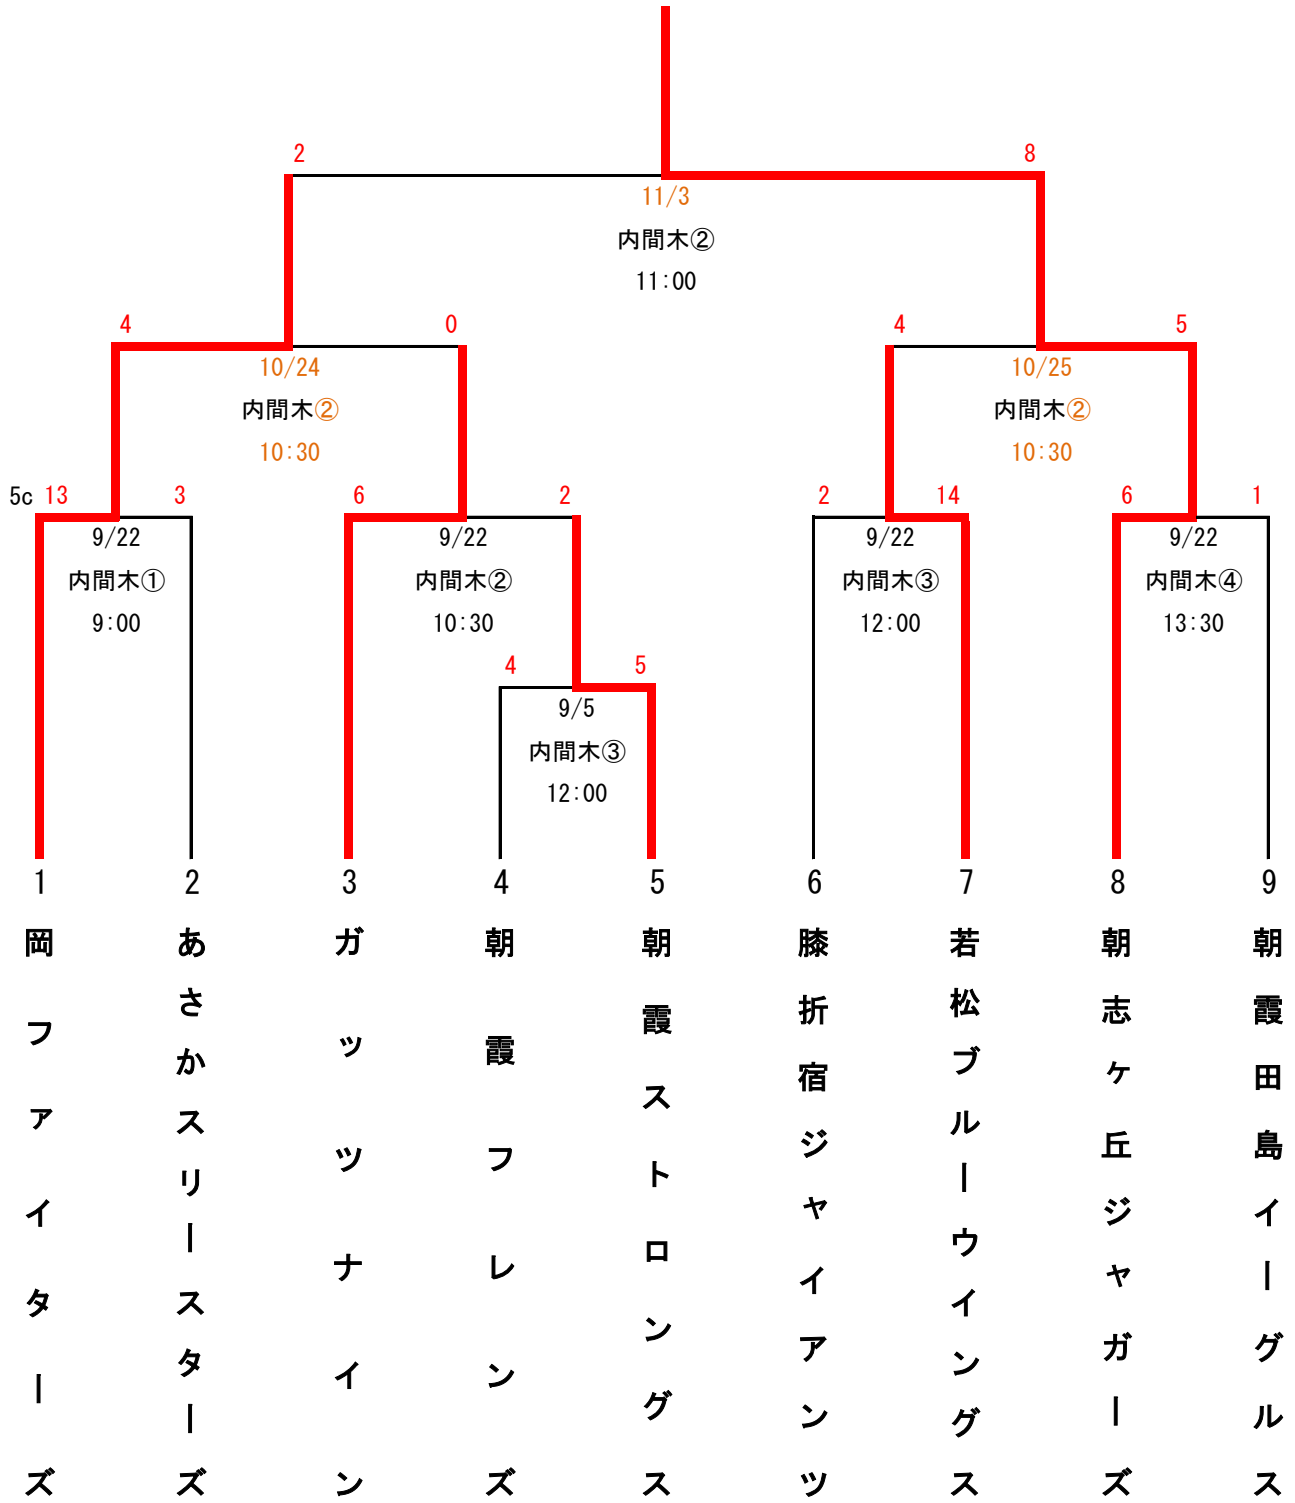 2 8
11/3
内間木②
11:00
4 0 4 5
10/24 10/25
内間木② 内間木②
10:30 10:30
5c 13 3 6 2 2 14 6 1
9/22 9/22 9/22 9/22
内間木① 内間木② 内間木③ 内間木④
9:00 10:30 12:00 13:30
4 5
9/5
内間木③
12:00
1 2 3 4 5 6 7 8 9
岡ファイターズ
あさかスリースターズ
ガッツナイン
朝霞フレンズ
朝霞ストロングス
膝折宿ジャイアンツ
若松ブルーウイングス
朝志ヶ丘ジャガーズ
朝霞田島イーグルス